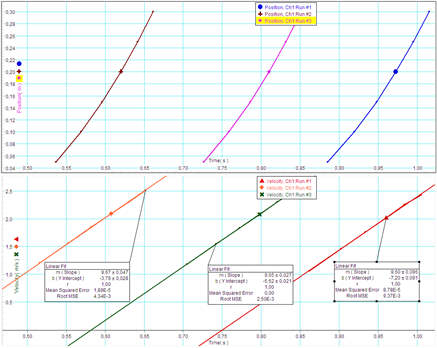 Position, Ch1 Run #1
Position, Ch1 Run #2
Position, Ch1 Run #3
0,30
0,28
0,26
0,24
0,22
0,20
0,18
0,16
0,14
0,12
0,10
0,08
0,06
0,04
Position( m )
Time( s )
0.50 0.55 0.60 0.65 0.70 0.75 0.80 0.85 0.90 0.95 1.00
Velocity, Ch1 Run #1
Velocity, Ch1 Run #2
Velocity, Ch1 Run #3
2.5
2.0
1.5
1.0
0.5
Velocity( m/s )
Linear Fit
m ( Slope ) 9.67 ± 0.047
b ( Y Intercept ) -3.79 ± 0.028
r 1.00
Mean Squared Error 1.89E-5
Root MSE 4.34E-3
Linear Fit
m ( Slope ) 9.65 ± 0.027
b ( Y Intercept ) -5.62 ± 0.021
r 1.00
Mean Squared Error 0.00
Root MSE 2.50E-3
Linear Fit
m ( Slope ) 9.60 ± 0.096
b ( Y Intercept ) -7.20 ± 0.091
r 1.00
Mean Squared Error 8.78E-5
Root MSE 9.37E-3
Time( s )
0.50 0.55 0.60 0.65 0.70 0.75 0.80 0.85 0.90 0.95 1.00